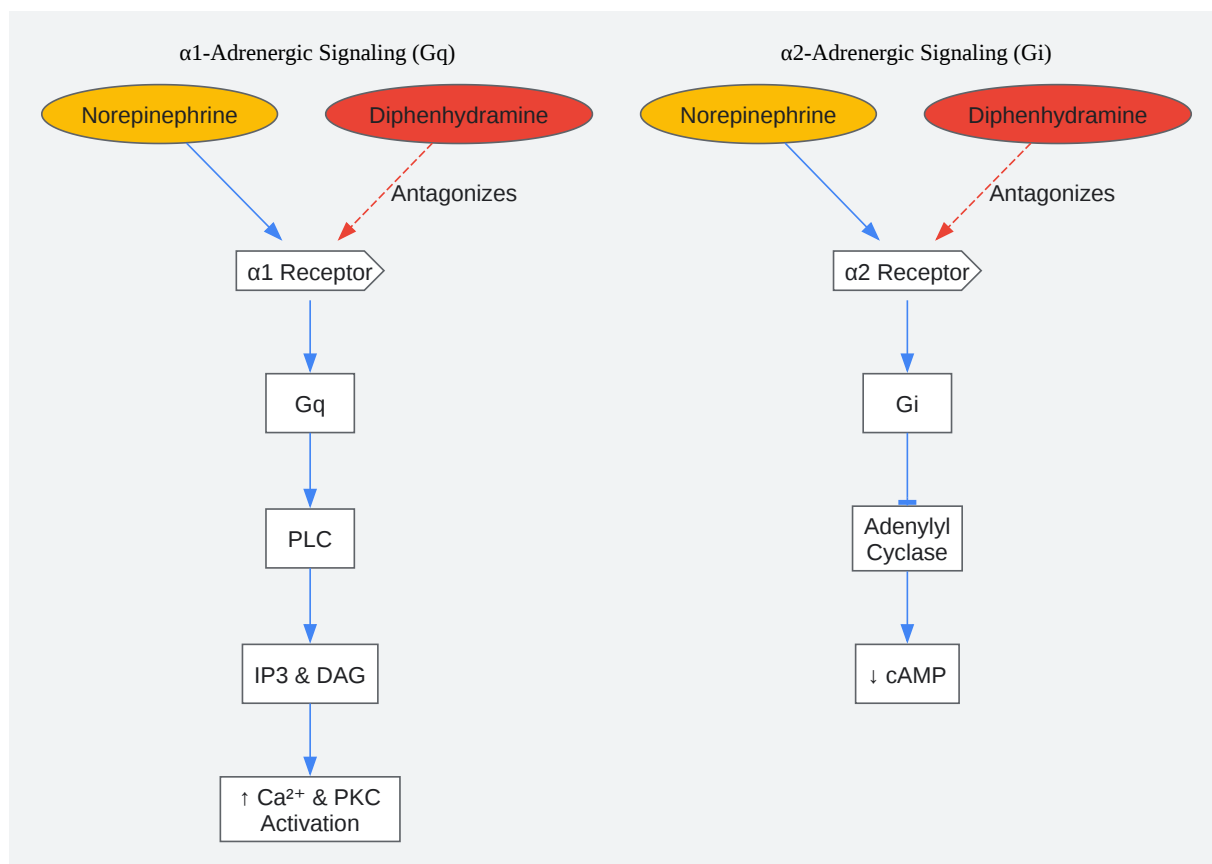 α1-Adrenergic Signaling (Gq)
Norepinephrine
Diphenhydramine
Antagonizes
α1 Receptor
Gq
PLC
IP3 & DAG
↑ Ca²⁺ & PKC
Activation
α2-Adrenergic Signaling (Gi)
Norepinephrine
Diphenhydramine
Antagonizes
α2 Receptor
Gi
Adenylyl
Cyclase
↓ cAMP